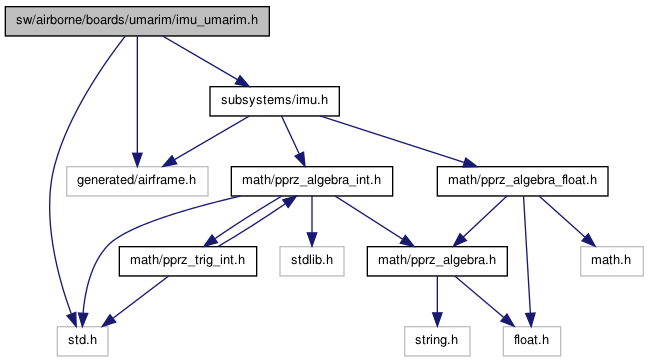 sw/airborne/boards/umarim/imu_umarim.h
subsystems/imu.h
generated/airframe.h
math/pprz_algebra_int.h
math/pprz_algebra_float.h
math/pprz_trig_int.h
stdlib.h
math/pprz_algebra.h
math.h
std.h
string.h
float.h